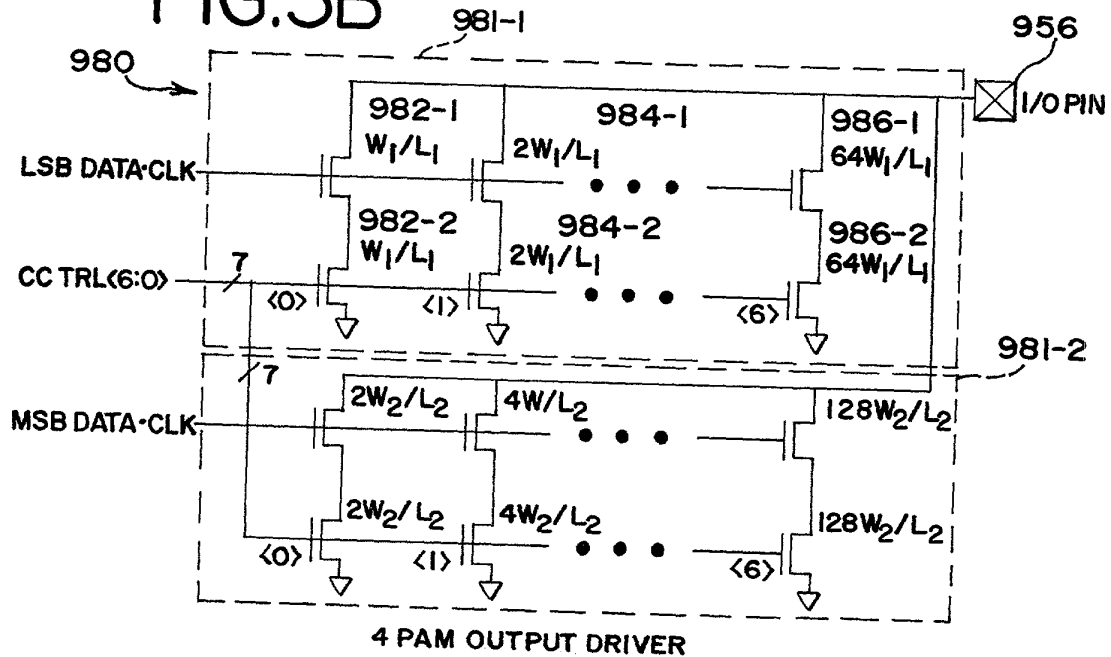 FIG.5B
981-1
956
980
I/O PIN
982-1
984-1
986-1
W₁/L₁
2W₁/L₁
64W₁/L₁
LSB DATA·CLK
982-2
984-2
986-2
W₁/L₁
2W₁/L₁
64W₁/L₁
7
CC TRL<6:0>
<0>
<1>
<6>
981-2
7
2W₂/L₂
4W/L₂
128W₂/L₂
MSB DATA·CLK
2W₂/L₂
4W₂/L₂
128W₂/L₂
<0>
<1>
<6>
4 PAM OUTPUT DRIVER